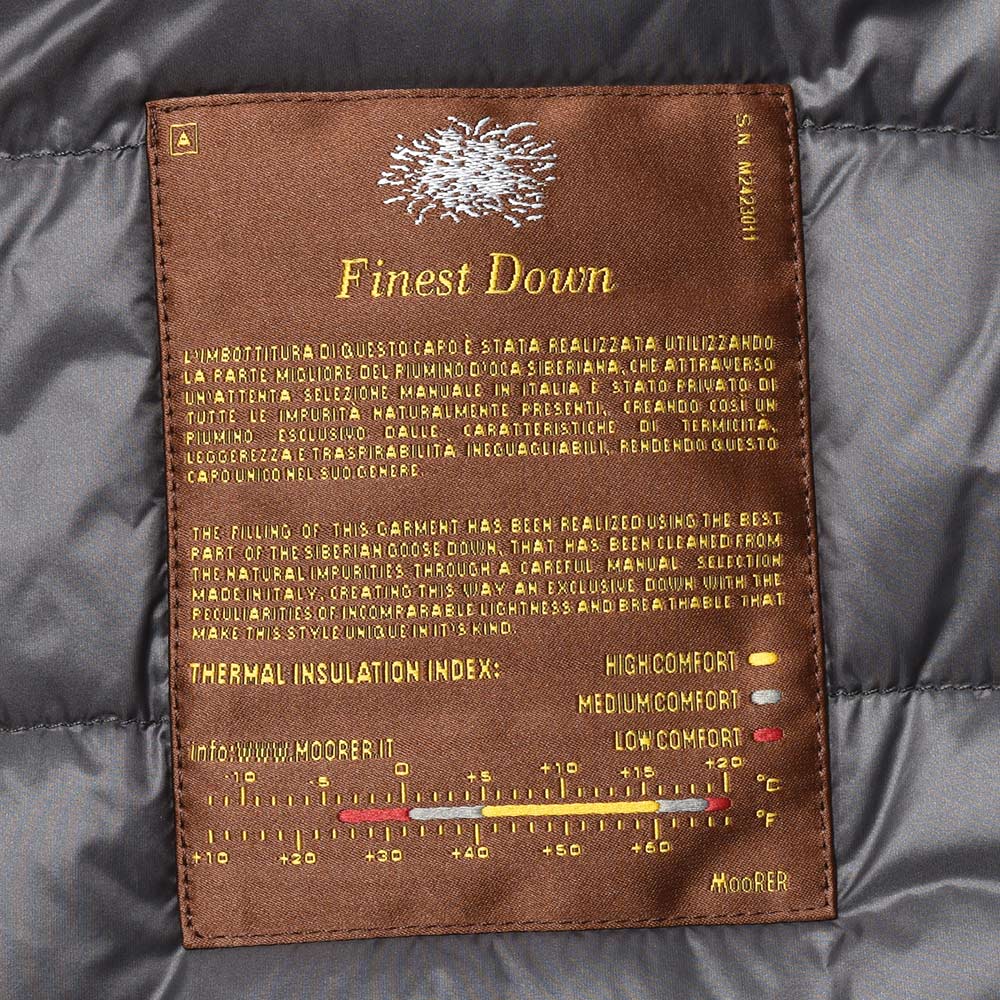 A
S.N M2423011
Finest Down
L'IMBOTTITURA DI QUESTO CAPO È STATA REALIZZATA UTILIZZANDO
LA PARTE MIGLIORE DEL PIUMINO D'OCA SIBERIANA, CHE ATTRAVERSO
UN'ATTENTA SELEZIONE MANUALE IN ITALIA È STATO PRIVATO DI
TUTTE LE IMPURITÀ NATURALMENTE PRESENTI, CREANDO COSÌ UN
PIUMINO ESCLUSIVO DALLE CARATTERISTICHE DI TERMICITÀ,
LEGGEREZZA E TRASPIRABILITÀ INEGUAGLIABILI, RENDENDO QUESTO
CAPO UNICO NEL SUO GENERE.
THE FILLING OF THIS GARMENT HAS BEEN REALIZED USING THE BEST
PART OF THE SIBERIAN GOOSE DOWN, THAT HAS BEEN CLEANED FROM
THE NATURAL IMPURITIES THROUGH A CAREFUL MANUAL SELECTION
MADE IN ITALY, CREATING THIS WAY AN EXCLUSIVE DOWN WITH THE
PECULIARITIES OF INCOMPARABLE LIGHTNESS AND BREATHABLE THAT
MAKE THIS STYLE UNIQUE IN IT'S KIND.
THERMAL INSULATION INDEX: HIGH COMFORT
MEDIUM COMFORT
info: WWW.MOORER.IT LOW COMFORT
-10 -5 0 +5 +10 +15 +20
°C
°F
+10 +20 +30 +40 +50 +60
MOORER